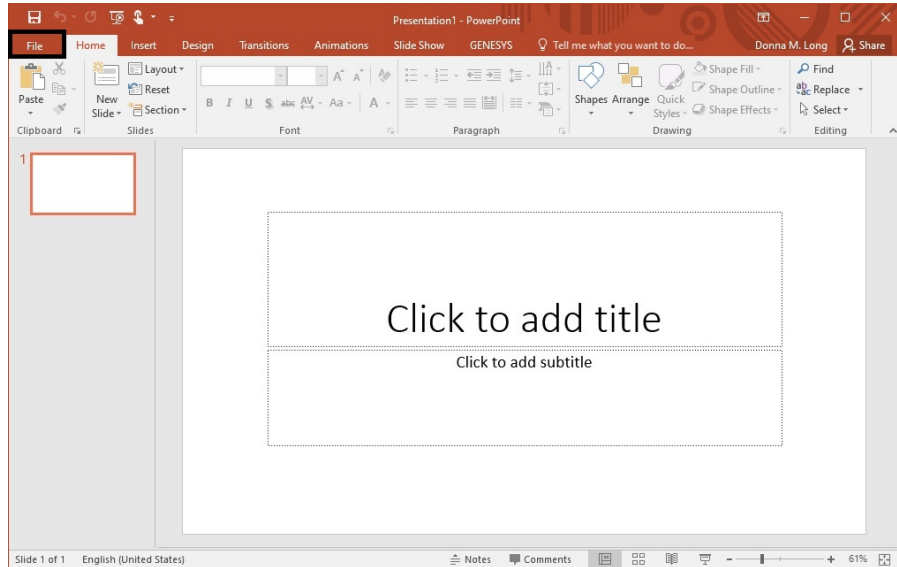 Presentation1 - PowerPoint
File Home Insert Design Transitions Animations Slide Show GENESYS Tell me what you want to do... Donna M. Long Share
Paste
New Slide
Layout
Reset
Section
B I U S abc AV Aa A
A A
Shapes Arrange Quick Styles
Shape Fill
Shape Outline
Shape Effects
Find
Replace
Select
Clipboard Slides Font Paragraph Drawing Editing
1
Click to add title
Click to add subtitle
Slide 1 of 1 English (United States) Notes Comments 61%